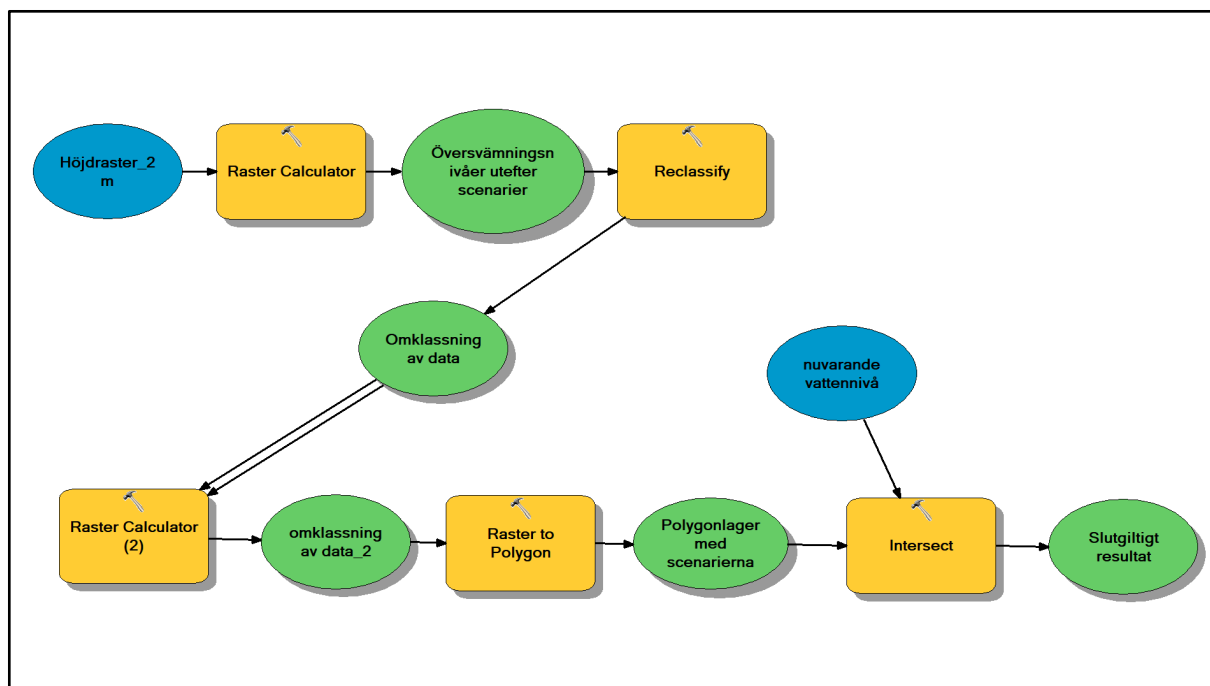 Höjdraster_2
m
Raster Calculator
Översvämningsn
ivåer utefter
scenarier
Reclassify
Omklassning
av data
nuvarande
vattennivå
Raster Calculator
(2)
omklassning
av data_2
Raster to
Polygon
Polygonlager
med
scenarierna
Intersect
Slutgiltigt
resultat